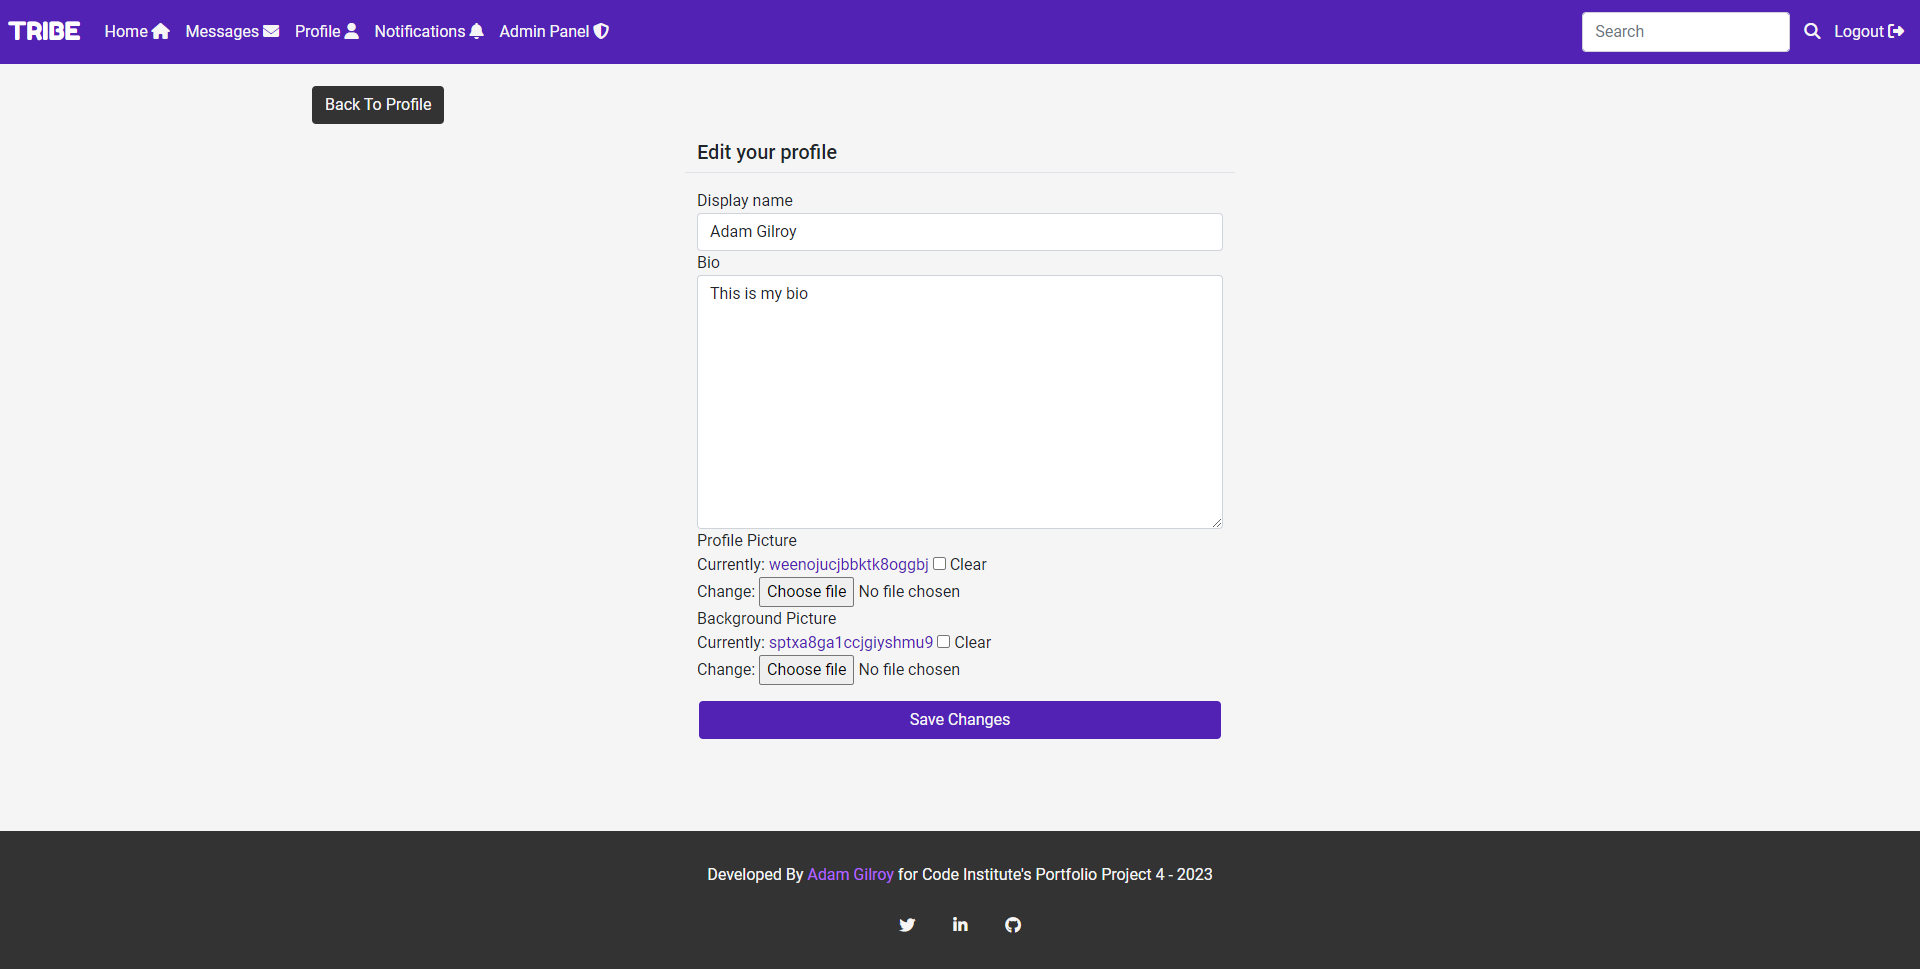 TRIBE Home Messages Profile Notifications Admin Panel Search Logout
Back To Profile
Edit your profile
Display name
Adam Gilroy
Bio
This is my bio
Profile Picture
Currently: weenojucjbbktk8oggbj Clear
Change: Choose file No file chosen
Background Picture
Currently: sptxa8ga1ccjgiyshmu9 Clear
Change: Choose file No file chosen
Save Changes
Developed By Adam Gilroy for Code Institute's Portfolio Project 4 - 2023